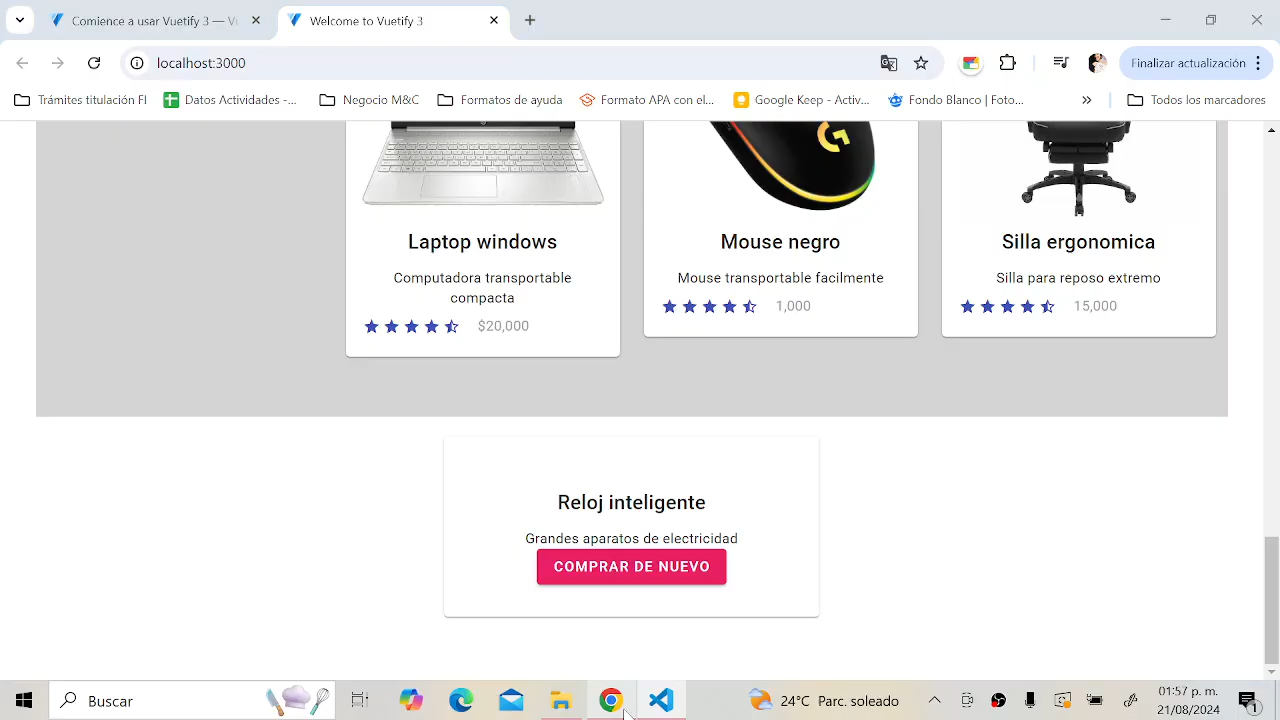 Comience a usar Vuetify 3 — Vu
Welcome to Vuetify 3
localhost:3000
Finalizar actualización
Trámites titulación FI
Datos Actividades -...
Negocio M&C
Formatos de ayuda
Formato APA con el...
Google Keep - Activ...
Fondo Blanco | Foto...
»
Todos los marcadores
G
Laptop windows
Mouse negro
Silla ergonomica
Computadora transportable
compacta
Mouse transportable facilmente
Silla para reposo extremo
$20,000
1,000
15,000
Reloj inteligente
Grandes aparatos de electricidad
COMPRAR DE NUEVO
Buscar
24°C Parc. soleado
01:57 p. m.
21/08/2024
1